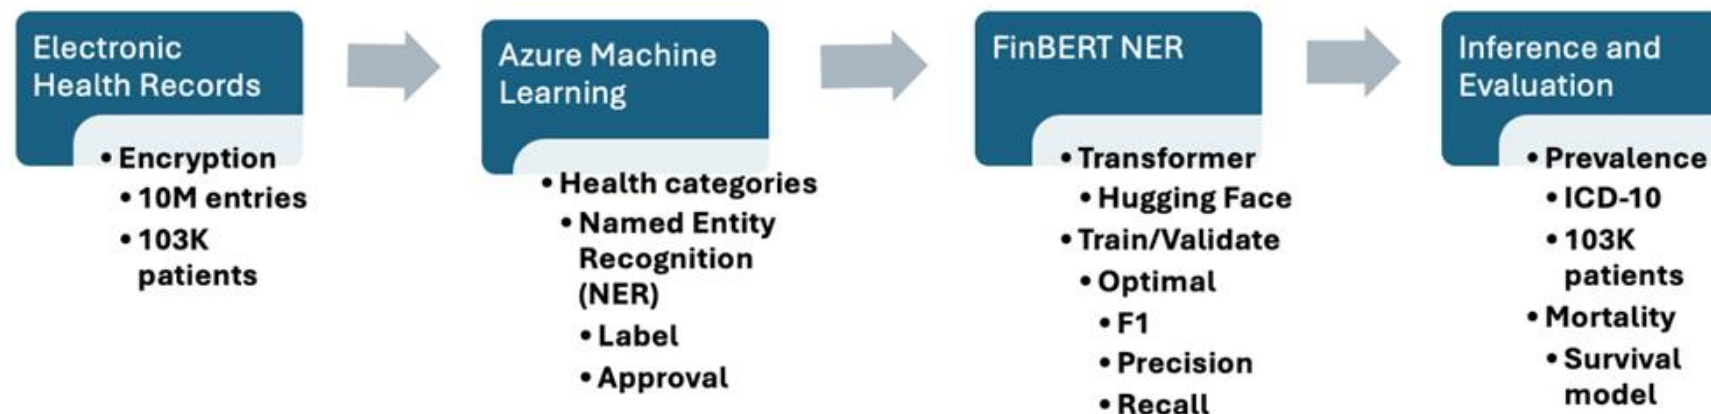 Electronic
Health Records
• Encryption
• 10M entries
• 103K
patients
Azure Machine
Learning
• Health categories
• Named Entity
Recognition
(NER)
• Label
• Approval
FinBERT NER
• Transformer
• Hugging Face
• Train/Validate
• Optimal
• F1
• Precision
• Recall
Inference and
Evaluation
• Prevalence
• ICD-10
• 103K
patients
• Mortality
• Survival
model